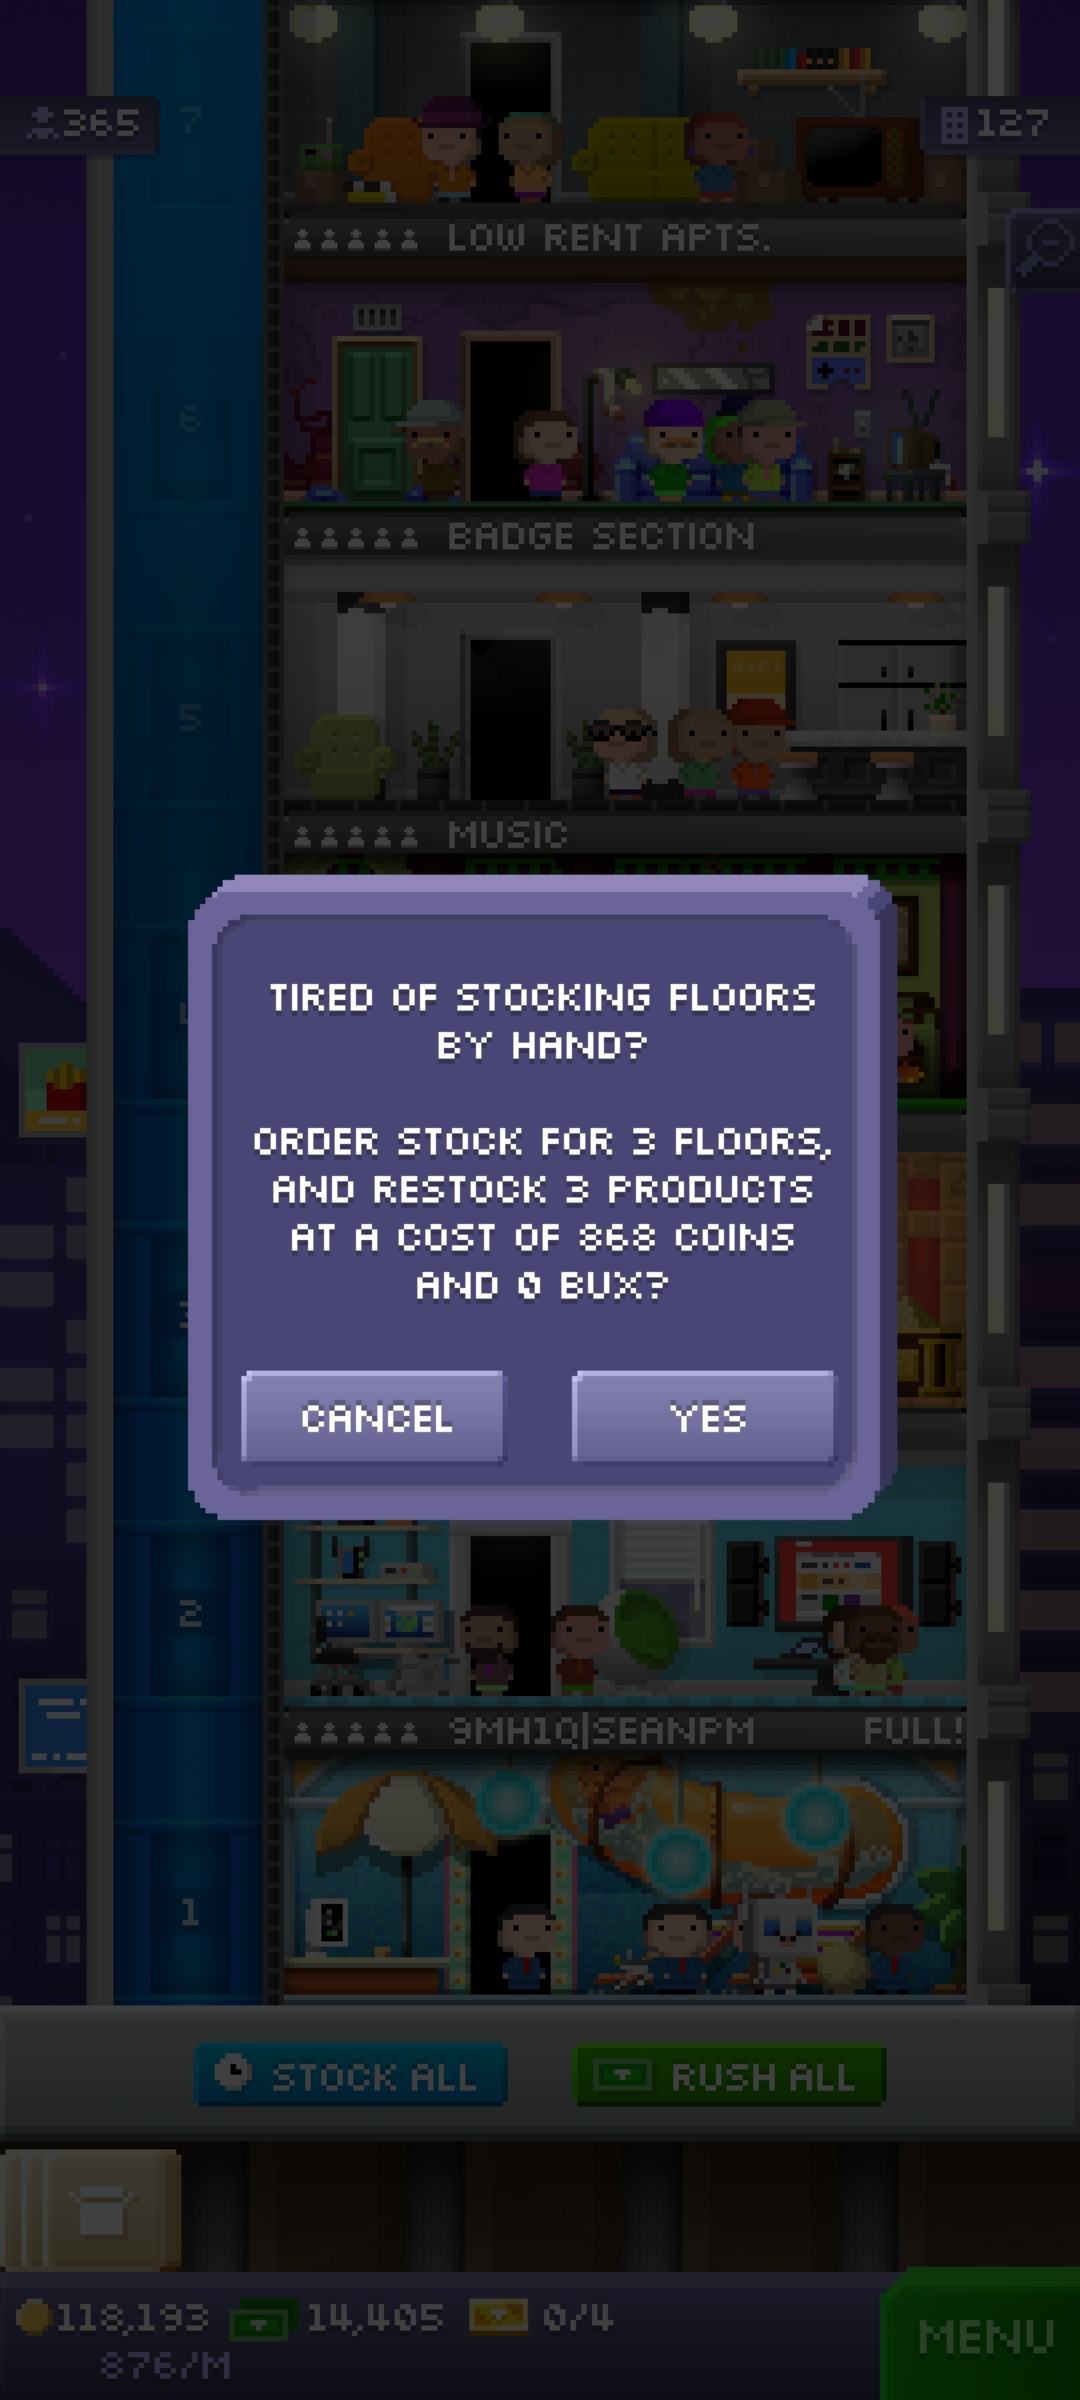 365
7
127
LOW RENT APTS.
6
BADGE SECTION
5
MUSIC
TIRED OF STOCKING FLOORS
BY HAND?
ORDER STOCK FOR 3 FLOORS,
AND RESTOCK 3 PRODUCTS
AT A COST OF 868 COINS
AND 0 BUX?
CANCEL
YES
2
9MH1Q|SEANPM
FULL!
1
STOCK ALL
RUSH ALL
118,193
14,405
0/4
876/M
MENU